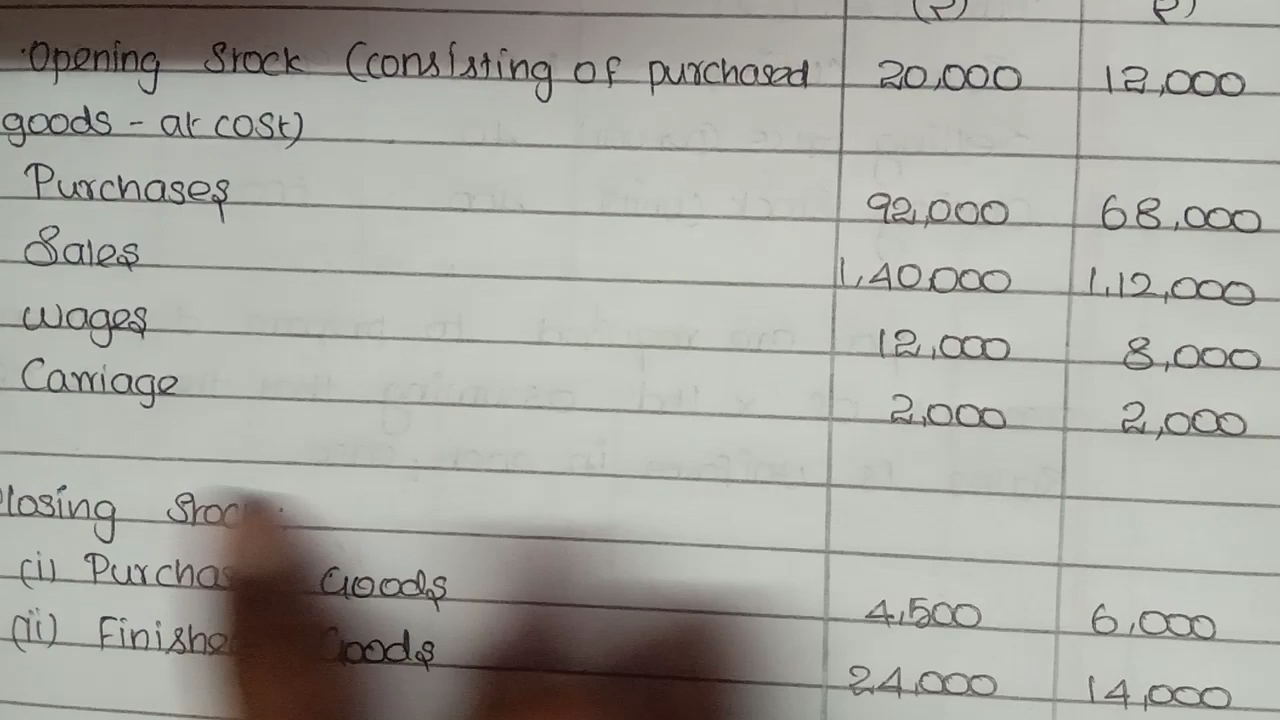 (₹) ₹)
Opening Stock (consisting of purchased 20,000 12,000
goods - at cost)
Purchases 92,000 68,000
Sales 1,40,000 1,12,000
Wages 12,000 8,000
Carriage 2,000 2,000
losing Stoc
(i) Purchas Goods 4,500 6,000
(ii) Finishe oods 24,000 14,000